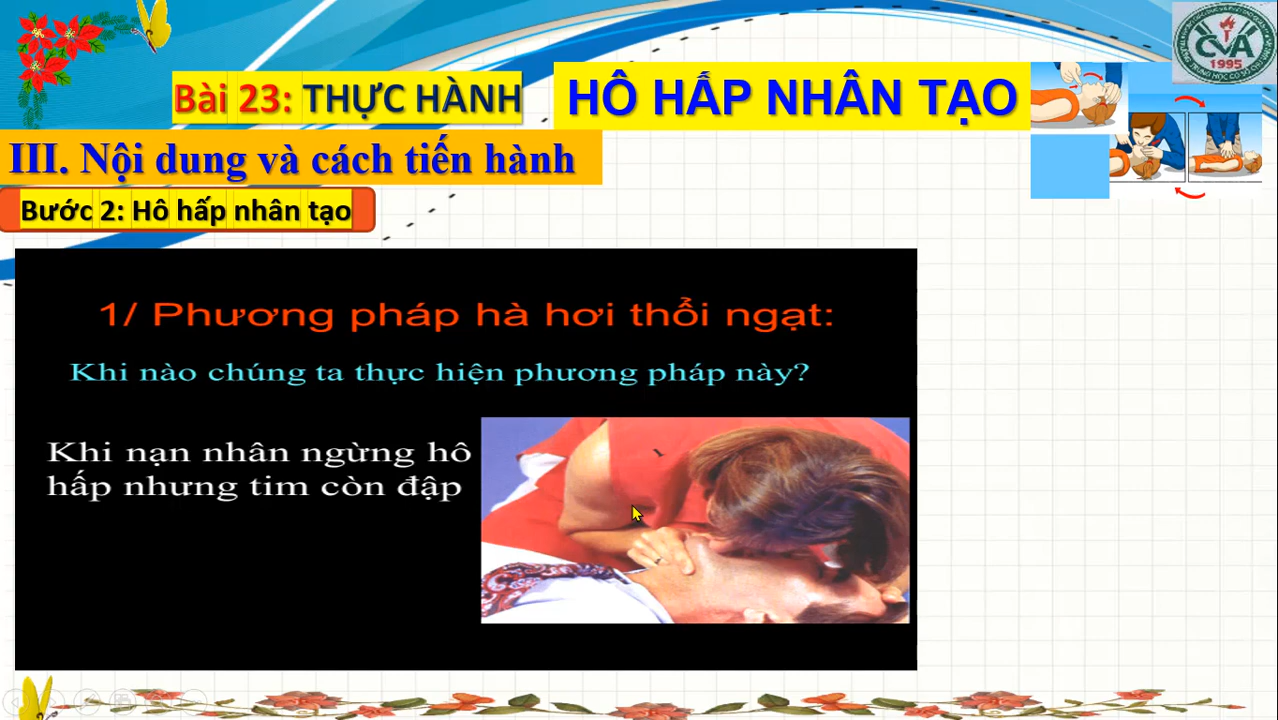 Bài 23: THỰC HÀNH
HÔ HẤP NHÂN TẠO
CVA
1995
III. Nội dung và cách tiến hành
Bước 2: Hô hấp nhân tạo
1/ Phương pháp hà hơi thổi ngạt:
Khi nào chúng ta thực hiện phương pháp này?
Khi nạn nhân ngừng hô
hấp nhưng tim còn đập